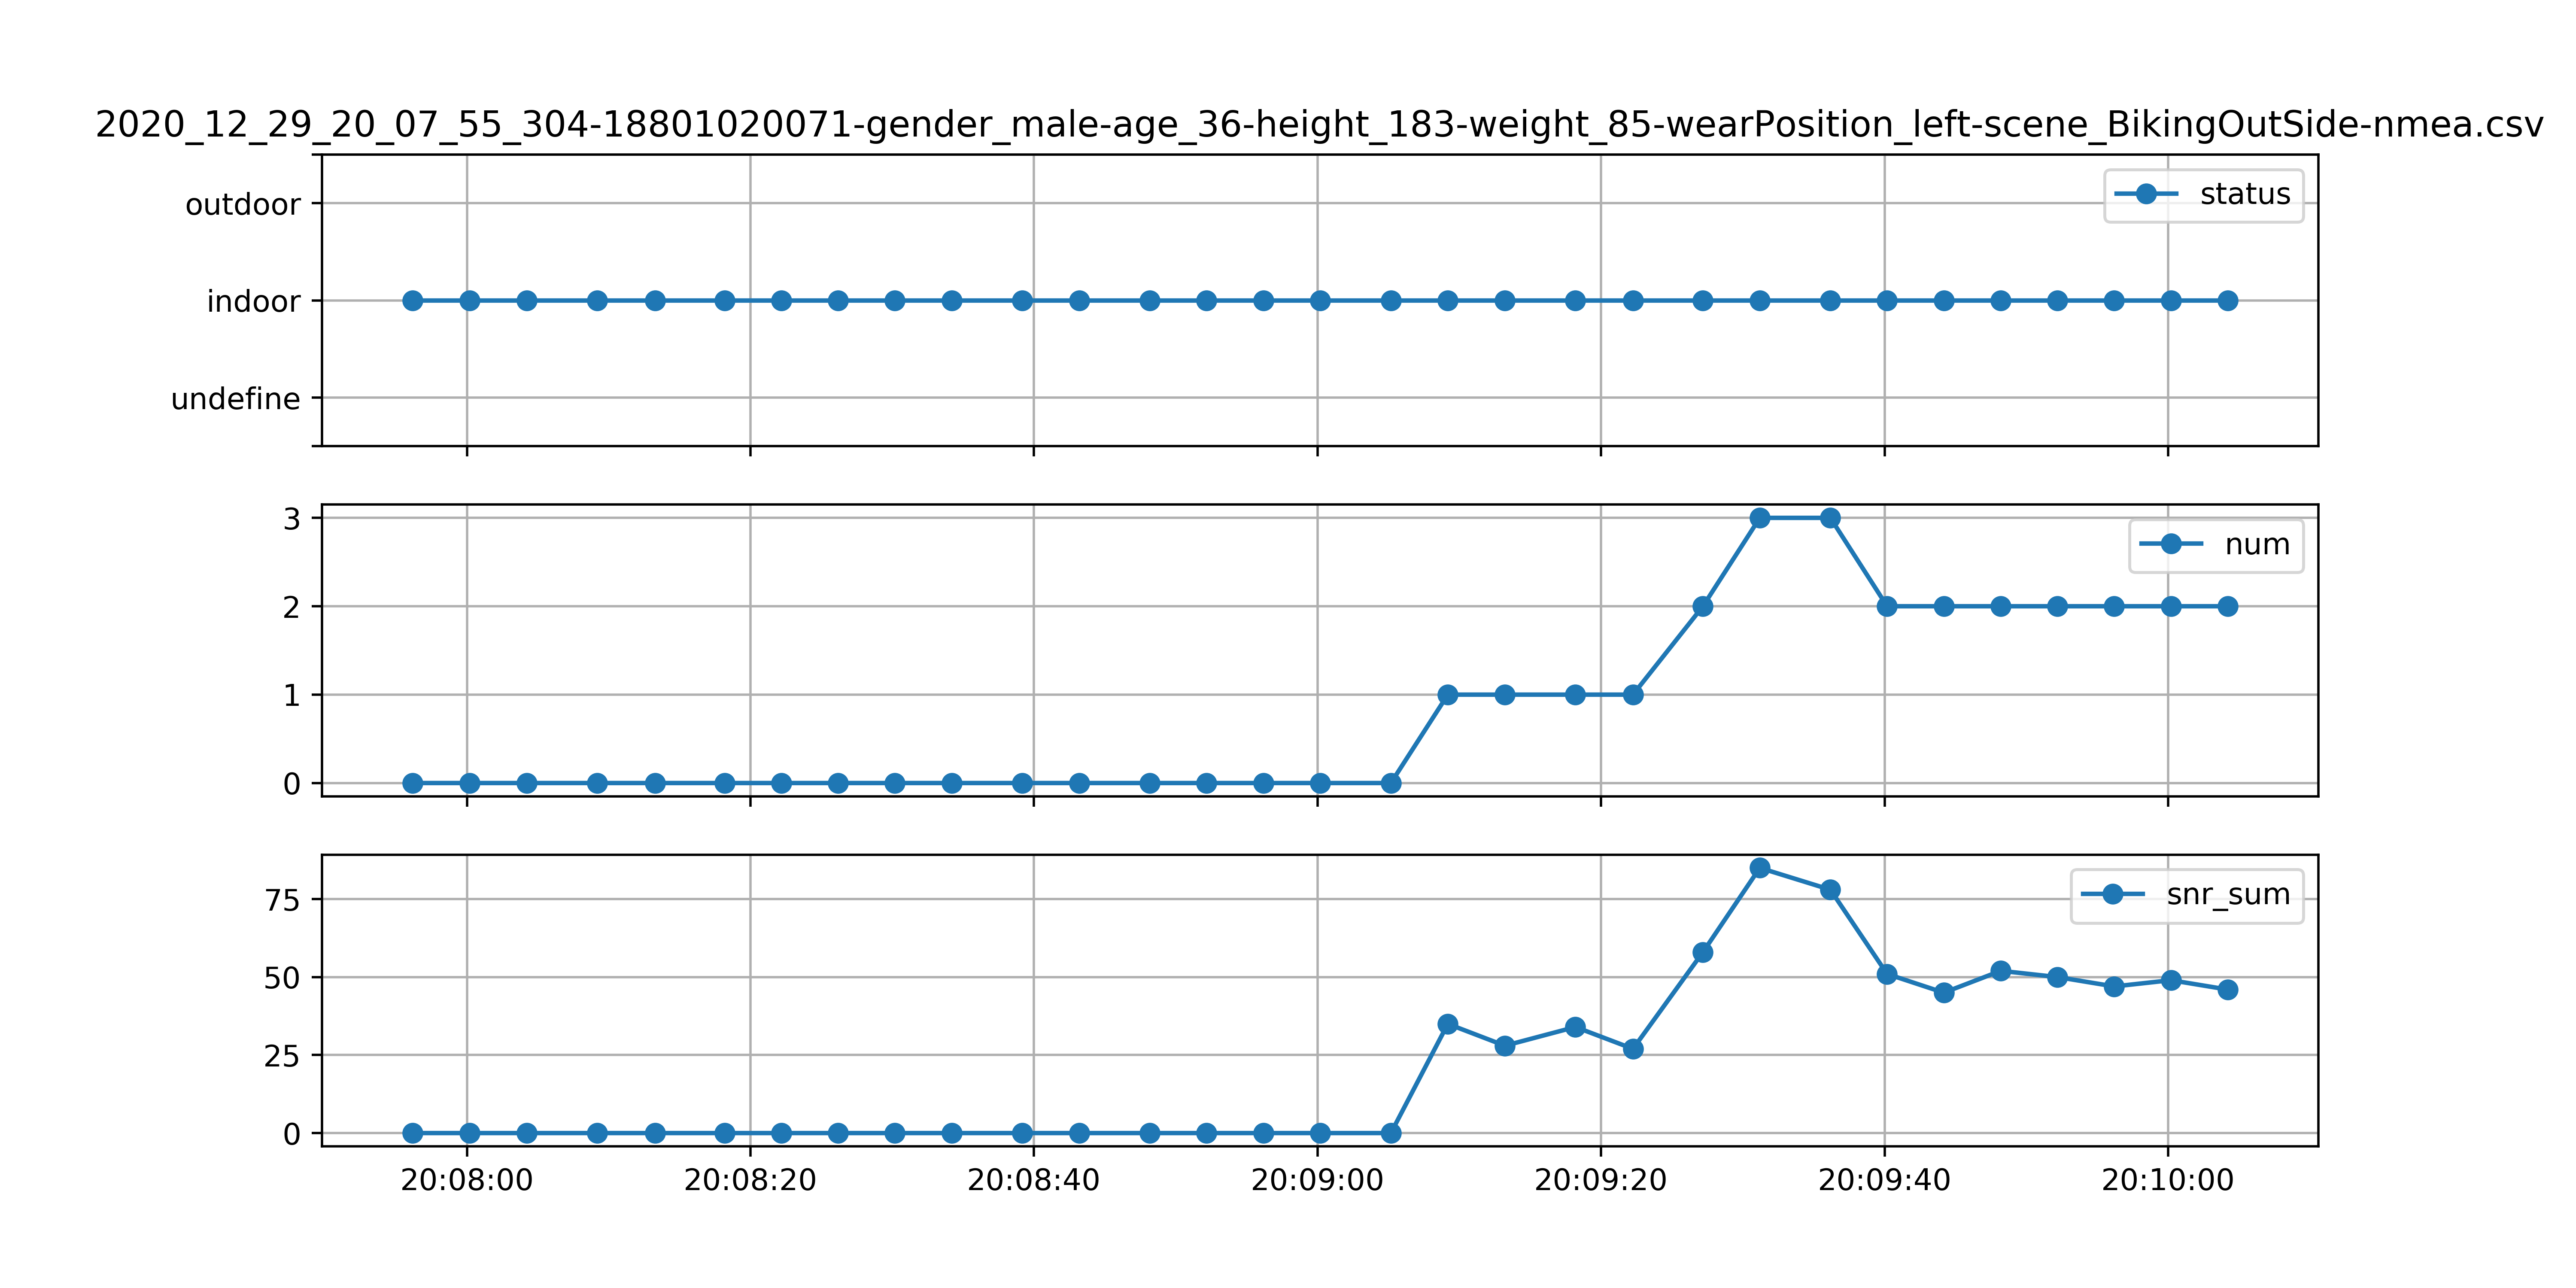 2020_12_29_20_07_55_304-18801020071-gender_male-age_36-height_183-weight_85-wearPosition_left-scene_BikingOutSide-nmea.csv
outdoor
indoor
undefine
status
3
2
1
0
num
75
50
25
0
snr_sum
20:08:00 20:08:20 20:08:40 20:09:00 20:09:20 20:09:40 20:10:00